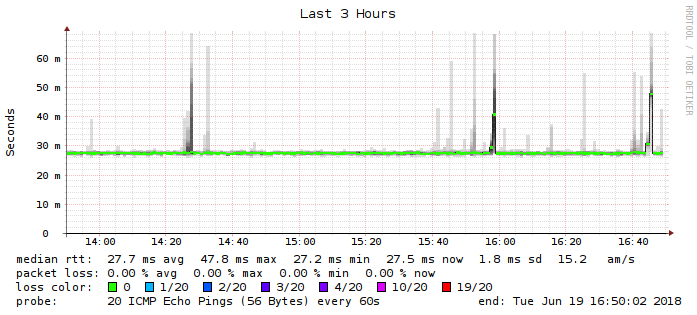 Last 3 Hours
RRDTOOL / TOBI OETIKER
Seconds
60 m
50 m
40 m
30 m
20 m
10 m
0
14:00 14:20 14:40 15:00 15:20 15:40 16:00 16:20 16:40
median rtt: 27.7 ms avg 47.8 ms max 27.2 ms min 27.5 ms now 1.8 ms sd 15.2 am/s
packet loss: 0.00 % avg 0.00 % max 0.00 % min 0.00 % now
loss color: 0 1/20 2/20 3/20 4/20 10/20 19/20
probe: 20 ICMP Echo Pings (56 Bytes) every 60s end: Tue Jun 19 16:50:02 2018